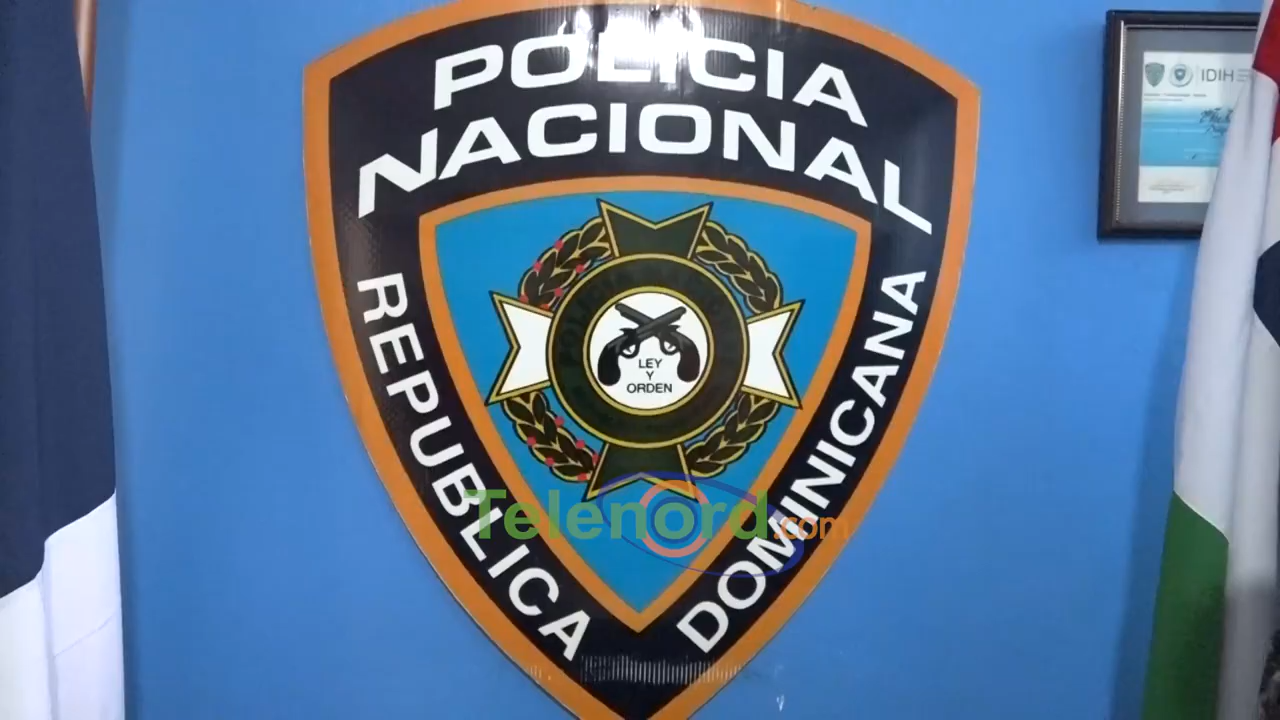 POLICIA
NACIONAL
REPUBLICA
DOMINICANA
LEY
Y
ORDEN
Telenord.com
IDIH